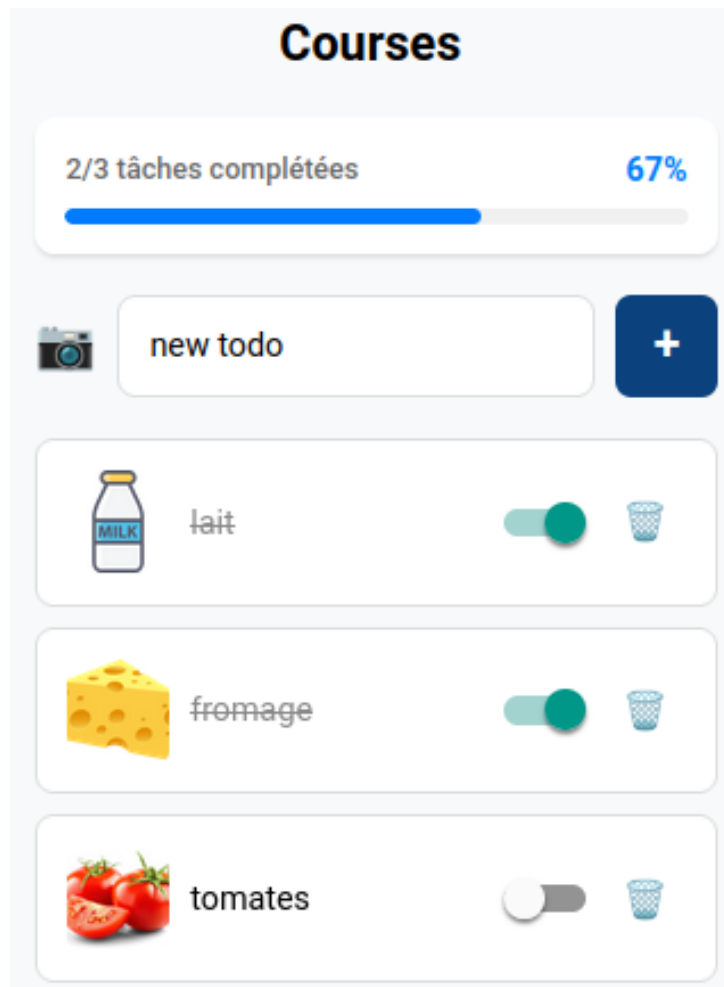 Courses
2/3 tâches complétées 67%
new todo +
MILK
lait
fromage
tomates